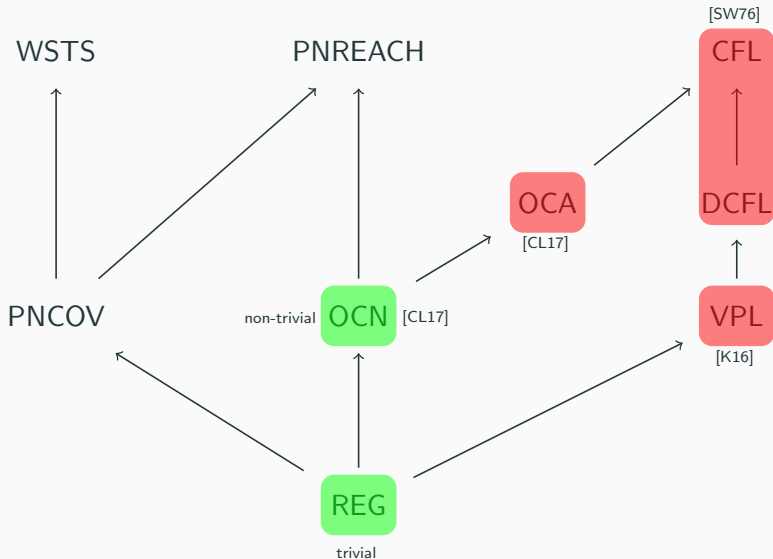 [SW76]
WSTS
PNREACH
CFL
OCA
DCFL
[CL17]
PNCOV
non-trivial
OCN
[CL17]
VPL
[K16]
REG
trivial